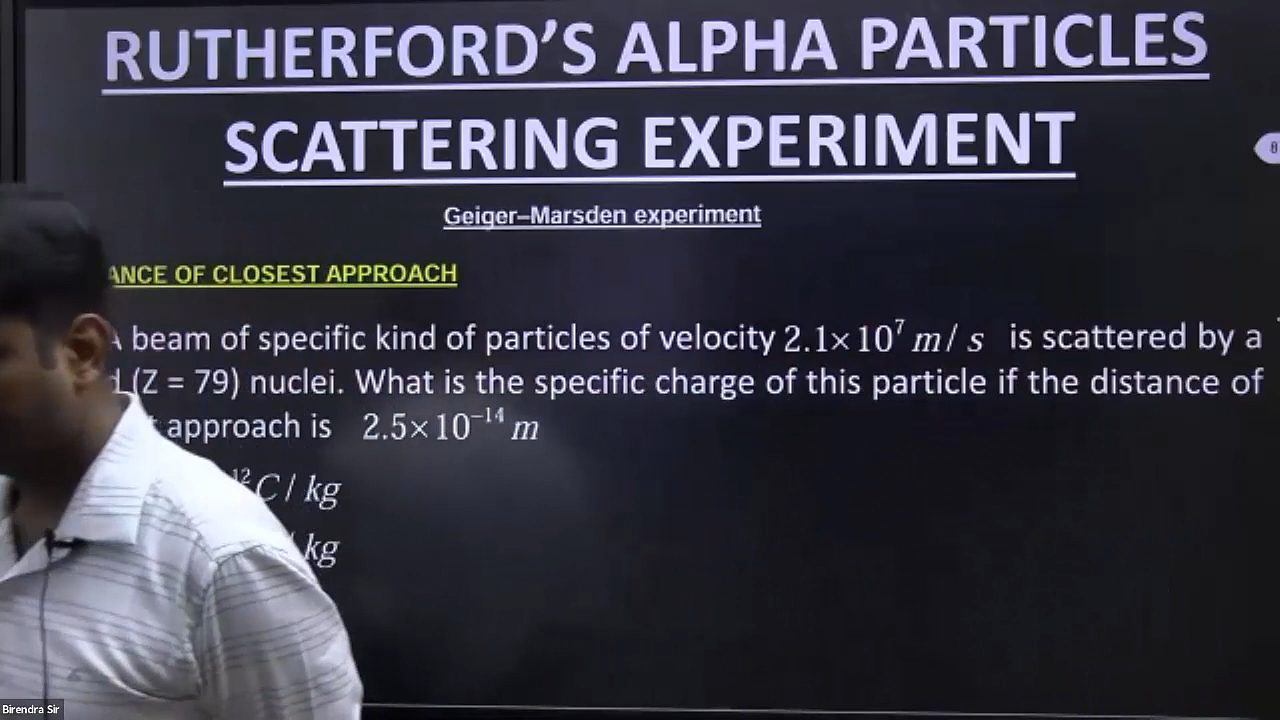 RUTHERFORD’S ALPHA PARTICLES
SCATTERING EXPERIMENT
Geiger–Marsden experiment
ANCE OF CLOSEST APPROACH
A beam of specific kind of particles of velocity 2.1×10⁷ m/s is scattered by a
d (Z = 79) nuclei. What is the specific charge of this particle if the distance of
approach is 2.5×10⁻¹⁴ m
¹²C/kg
/kg
Birendra Sir